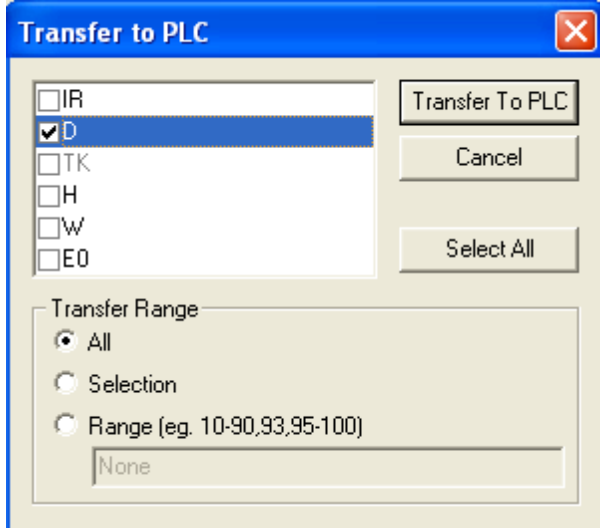 Transfer to PLC
IR
D
TK
H
W
E0
Transfer To PLC
Cancel
Select All
Transfer Range
All
Selection
Range (eg. 10-90,93,95-100)
None